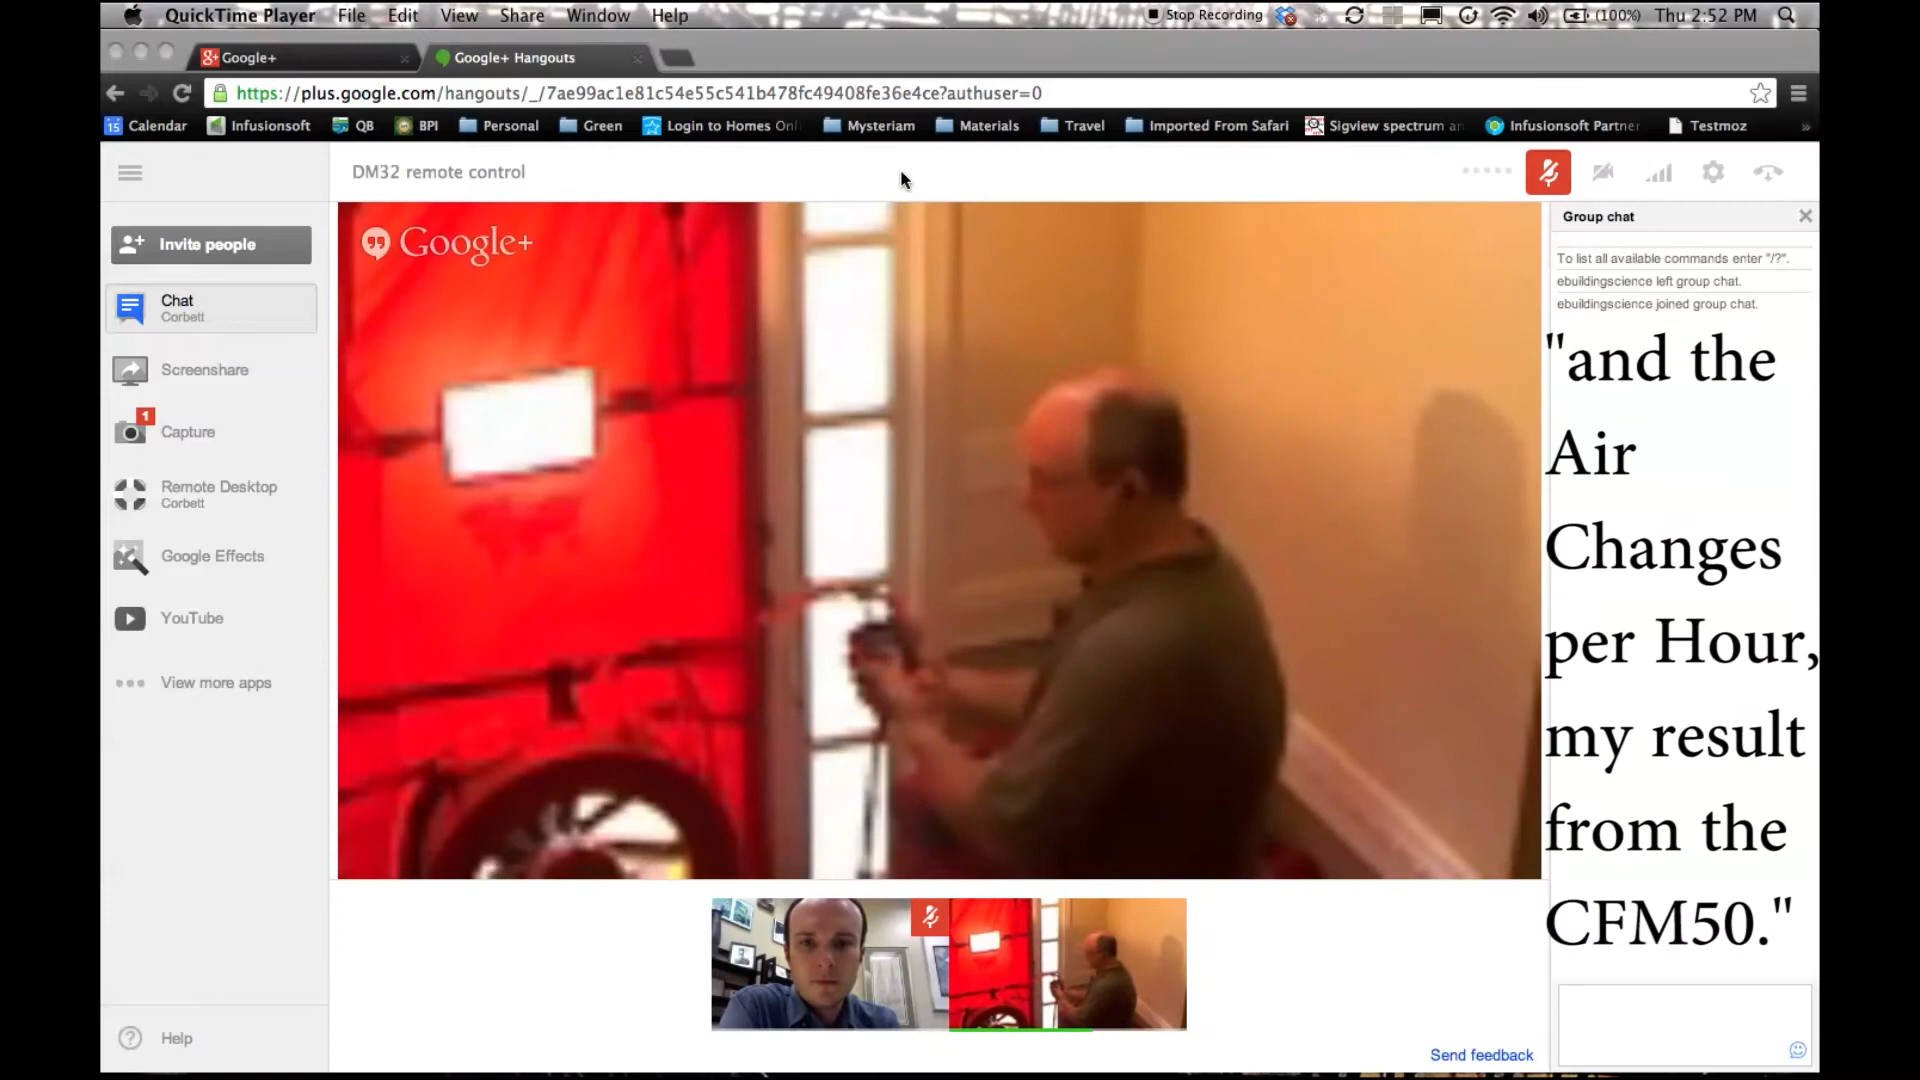 QuickTime Player File Edit View Share Window Help Stop Recording (100%) Thu 2:52 PM
Google+ Google+ Hangouts
https://plus.google.com/hangouts/_/7ae99ac1e81c54e55c541b478fc49408fe36e4ce?authuser=0
15 Calendar Infusionsoft QB BPI Personal Green Login to Homes Onl Mysteriam Materials Travel Imported From Safari Sigview spectrum an Infusionsoft Partner Testmoz »
DM32 remote control
Invite people
Chat
Corbett
Screenshare
1
Capture
Remote Desktop
Corbett
Google Effects
YouTube
View more apps
Help
Google+
Group chat
To list all available commands enter "/?".
ebuildingscience left group chat.
ebuildingscience joined group chat.
"and the
Air
Changes
per Hour,
my result
from the
CFM50."
Send feedback